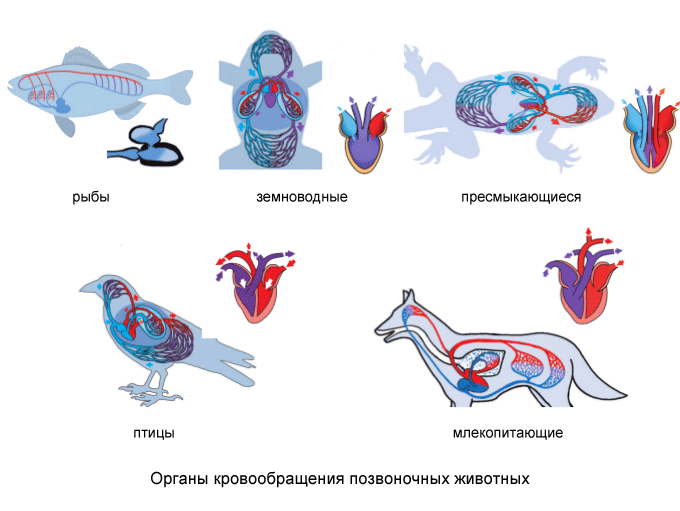 рыбы
земноводные
пресмыкающиеся
птицы
млекопитающие
Органы кровообращения позвоночных животных